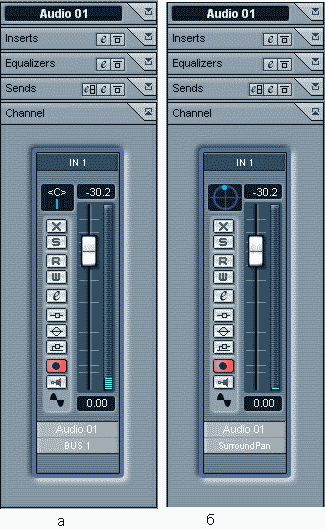 Audio 01
Inserts
Equalizers
Sends
Channel
IN 1
<C>
-30.2
X
S
R
W
e
0.00
Audio 01
BUS 1
Audio 01
Inserts
Equalizers
Sends
Channel
IN 1
-30.2
X
S
R
W
e
0.00
Audio 01
SurroundPan
а
б